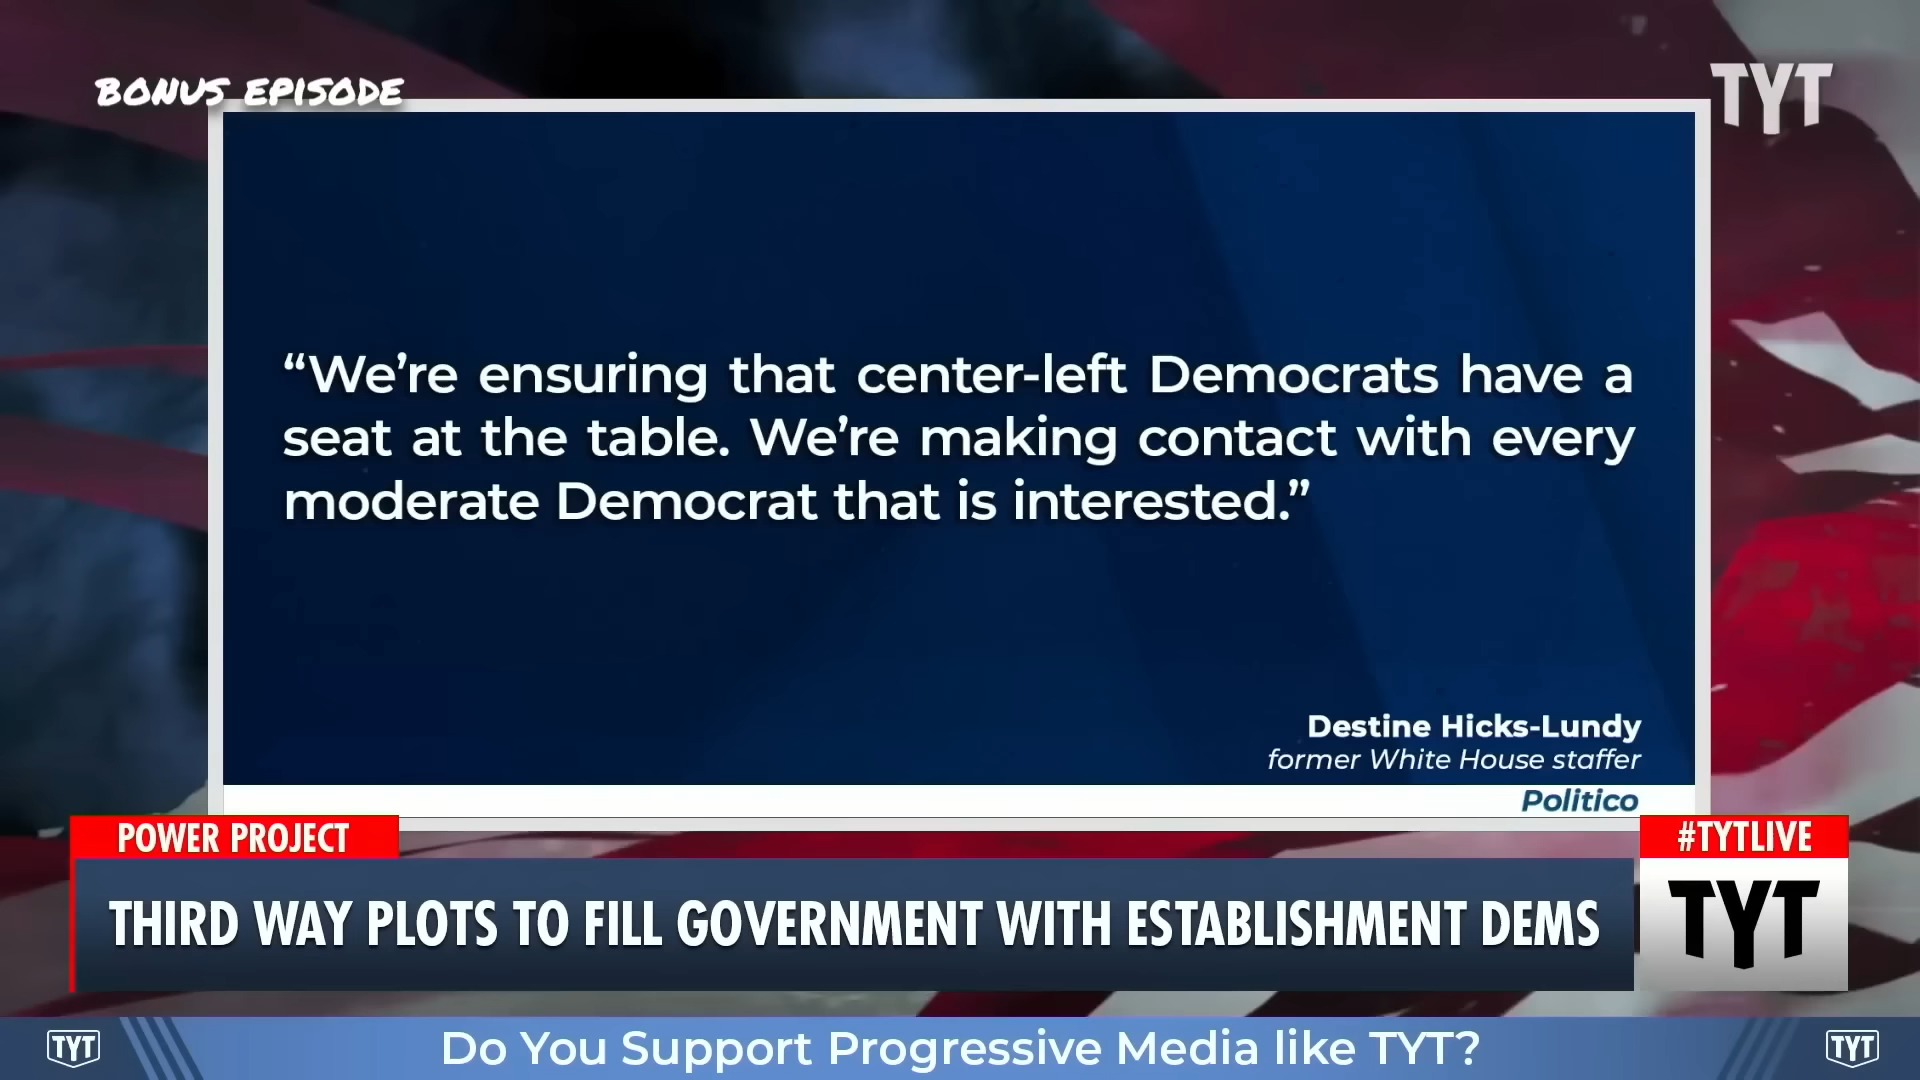 BONUS EPISODE
TYT
“We’re ensuring that center-left Democrats have a
seat at the table. We’re making contact with every
moderate Democrat that is interested.”
Destine Hicks-Lundy
former White House staffer
Politico
POWER PROJECT
#TYTLIVE
THIRD WAY PLOTS TO FILL GOVERNMENT WITH ESTABLISHMENT DEMS
TYT
TYT
Do You Support Progressive Media like TYT?
TYT